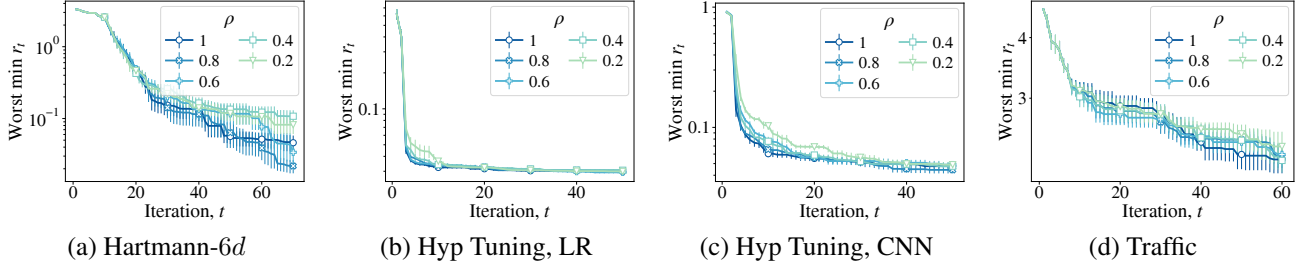 Worst min r_t
10^0
10^{-1}
0
20
40
60
Iteration, t
ρ
1
0.8
0.6
0.4
0.2
(a) Hartmann-6d
Worst min r_t
0.1
0
20
40
Iteration, t
ρ
1
0.8
0.6
0.4
0.2
(b) Hyp Tuning, LR
Worst min r_t
1
0.1
0
20
40
Iteration, t
ρ
1
0.8
0.6
0.4
0.2
(c) Hyp Tuning, CNN
Worst min r_t
3
0
20
40
60
Iteration, t
ρ
1
0.8
0.6
0.4
0.2
(d) Traffic